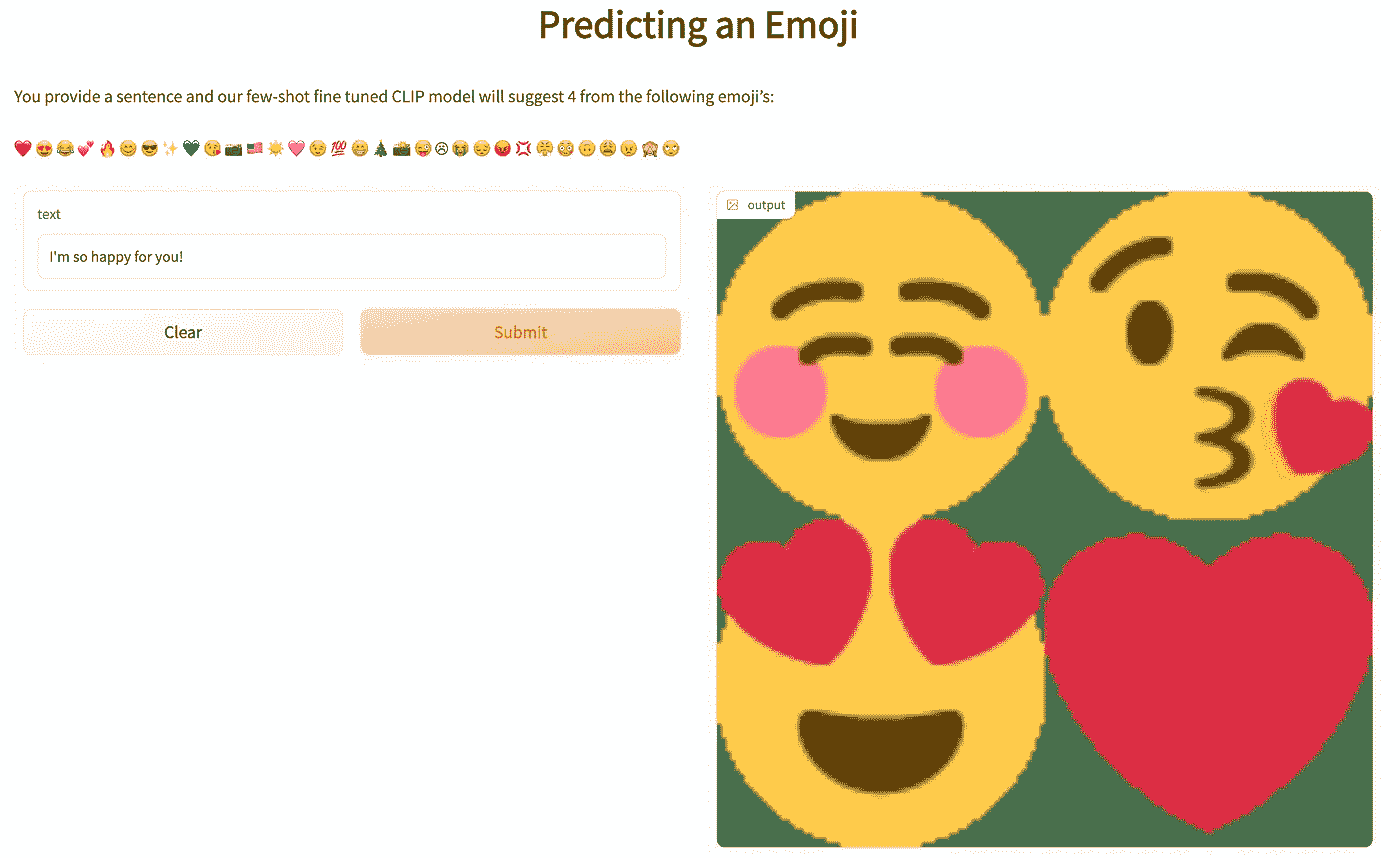 Predicting an Emoji
You provide a sentence and our few-shot fine tuned CLIP model will suggest 4 from the following emoji’s:
❤️ 😍 😂 💕 🔥 😊 😎 ✨ 💚 😘 📷 🇺🇸 ☀️ 💗 😉 💯 😁 🎄 📸 😜 ☹️ 😭 😔 😡 💢 😤 😳 🙃 😩 😠 🙈 🙄
text
output
I'm so happy for you!
Clear
Submit